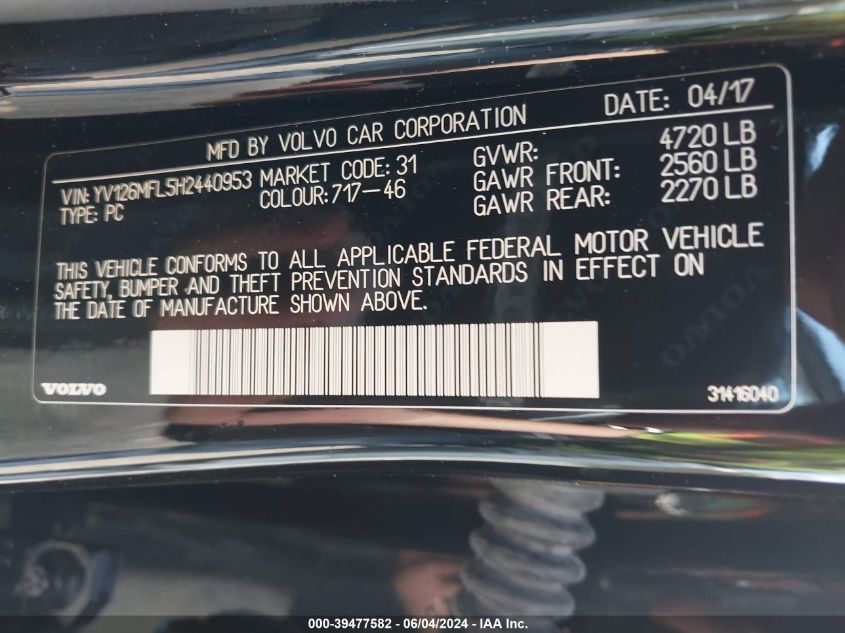 MFD BY VOLVO CAR CORPORATION DATE: 04/17
VIN: YV126MFL5H2440953 MARKET CODE: 31 GVWR: 4720 LB
TYPE: PC COLOUR: 717-46 GAWR FRONT: 2560 LB
GAWR REAR: 2270 LB
THIS VEHICLE CONFORMS TO ALL APPLICABLE FEDERAL MOTOR VEHICLE
SAFETY, BUMPER AND THEFT PREVENTION STANDARDS IN EFFECT ON
THE DATE OF MANUFACTURE SHOWN ABOVE.
VOLVO 31416040
000-39477582 - 06/04/2024 - IAA Inc.